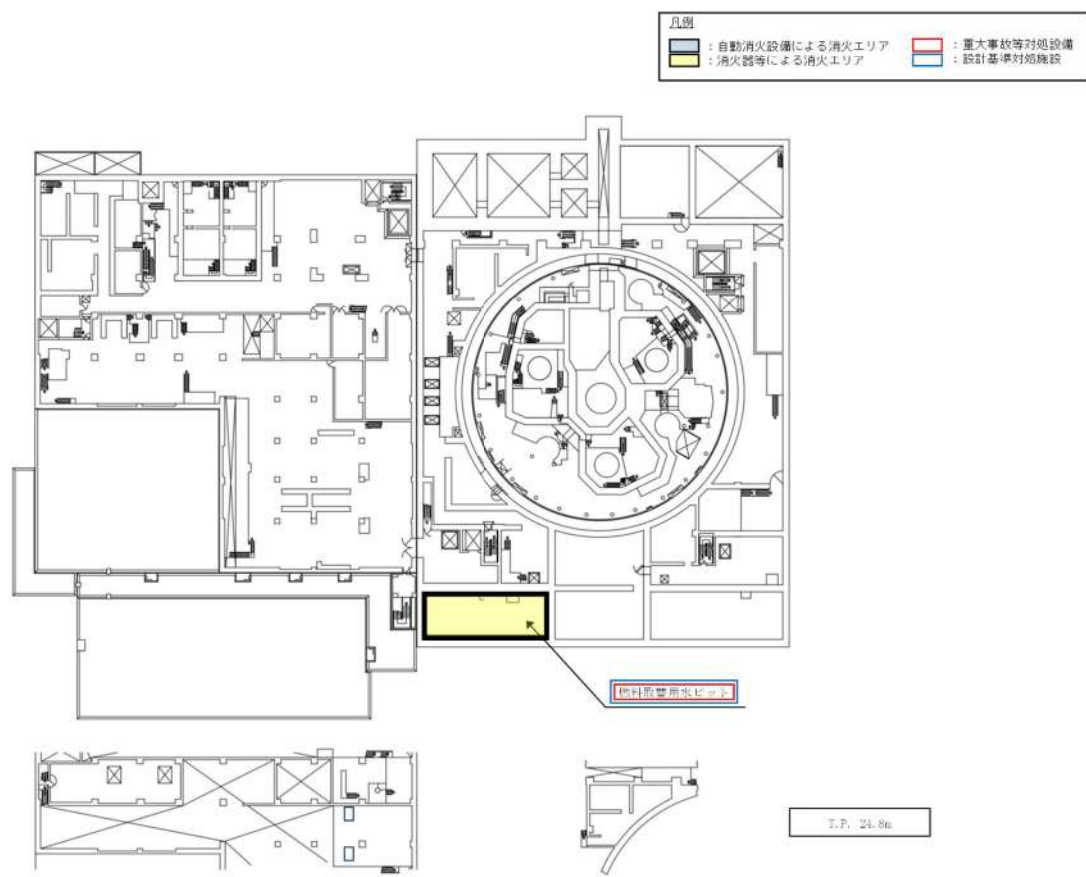 凡例
：自動消火設備による消火エリア
：重大事故等対処設備
：消火器等による消火エリア
：設計基準対処施設
燃料取替用水ピット
T.P. 24.8m